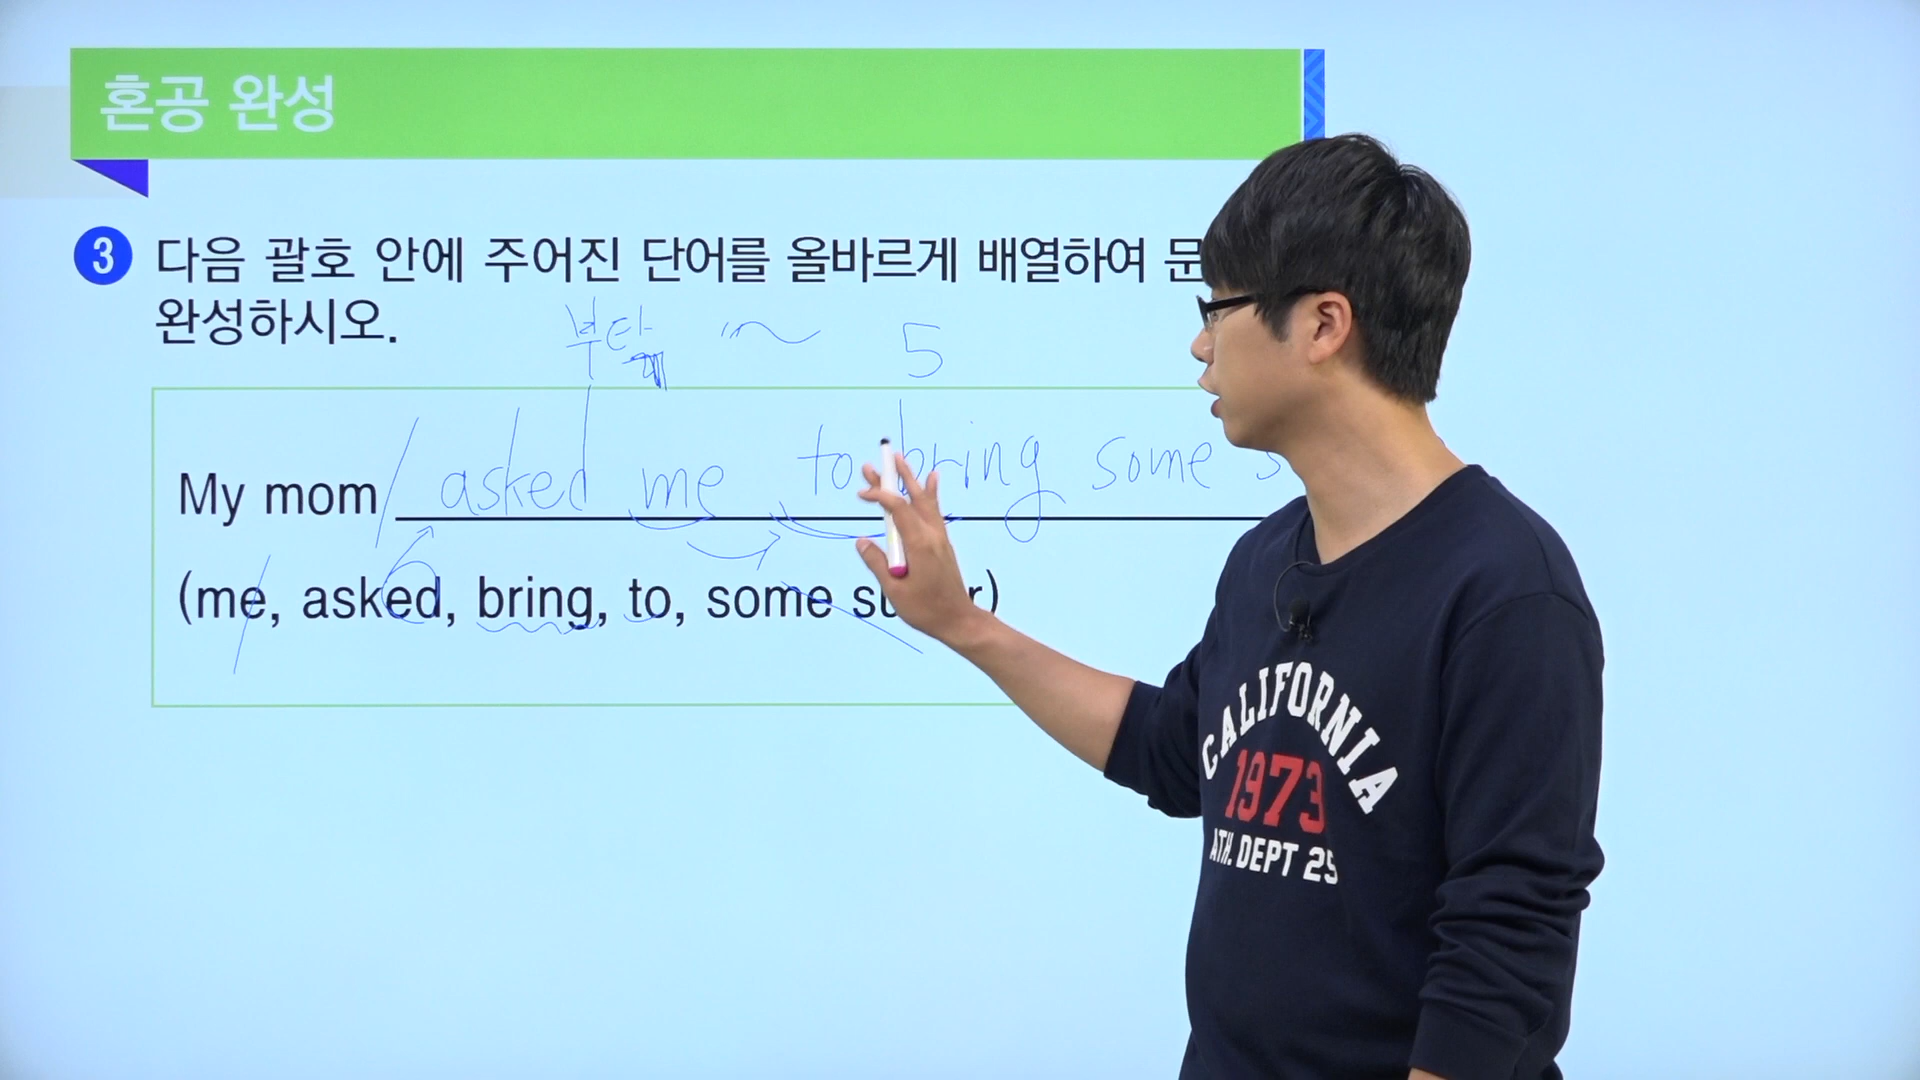 혼공 완성
3 다음 괄호 안에 주어진 단어를 올바르게 배열하여
완성하시오.
부탁 ~ 5
My mom asked me to bring some
(me, asked, bring, to, some
CALIFORNIA
1973
ATH. DEPT